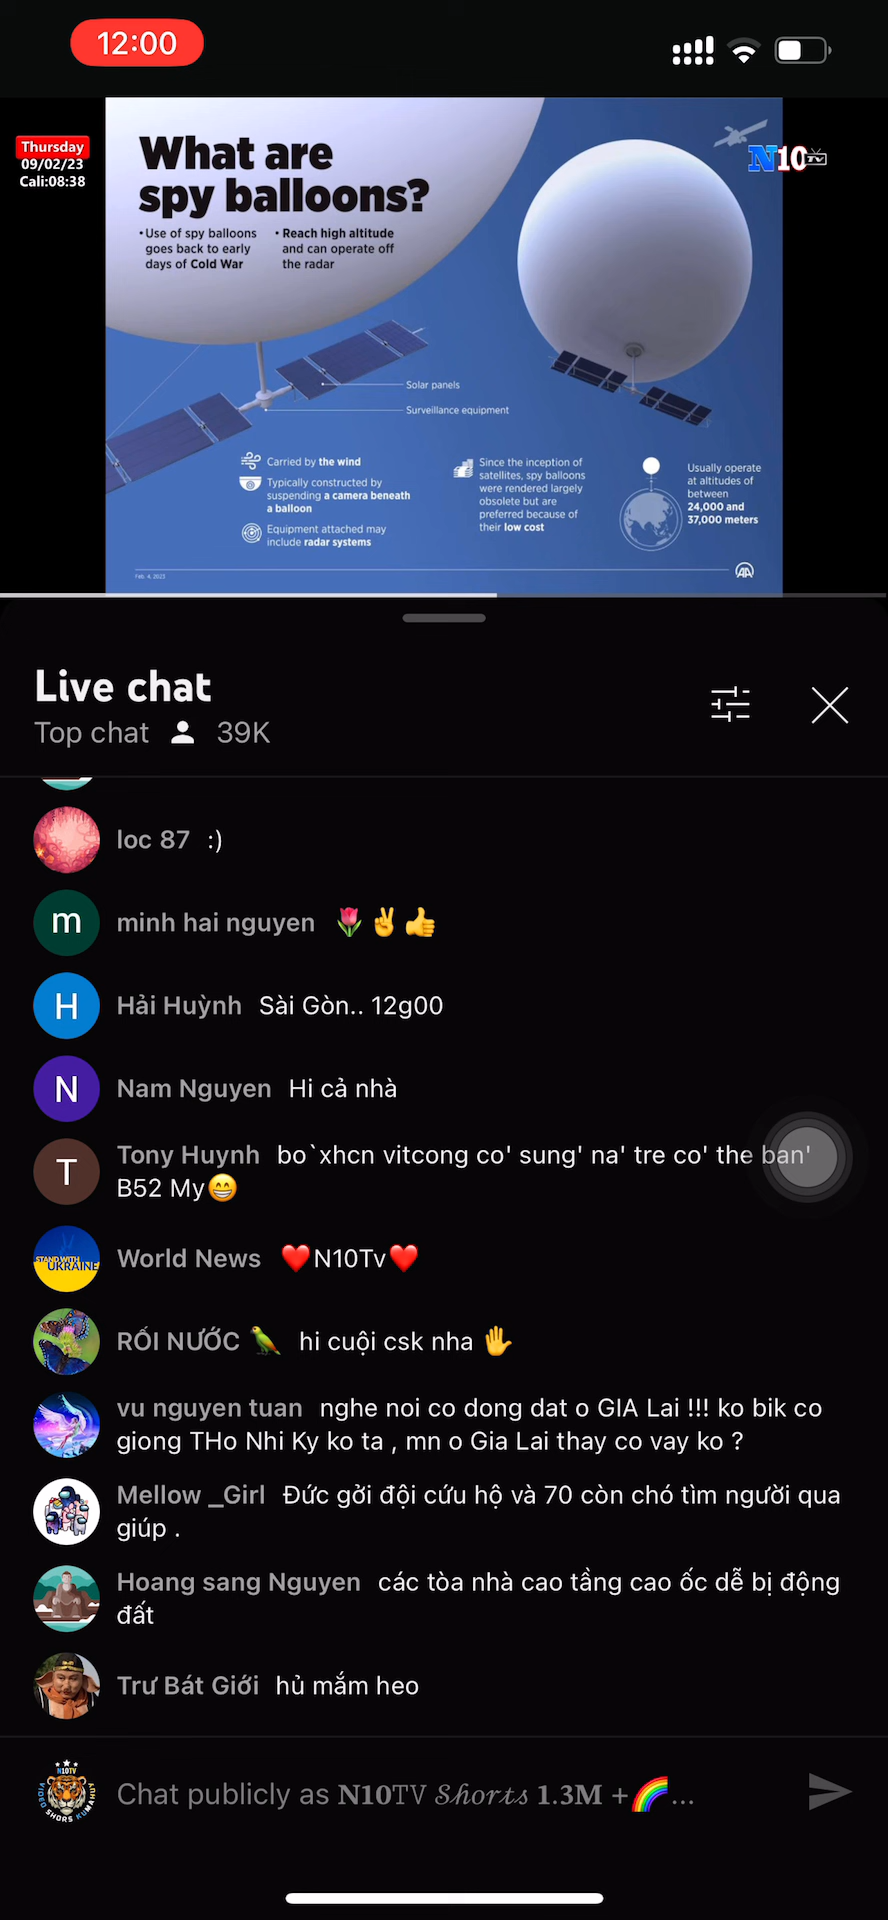 12:00
Thursday
09/02/23
Cali:08:38
N10TV
What are
spy balloons?
• Use of spy balloons
goes back to early
days of Cold War
• Reach high altitude
and can operate off
the radar
Solar panels
Surveillance equipment
Carried by the wind
Typically constructed by
suspending a camera beneath
a balloon
Equipment attached may
include radar systems
Since the inception of
satellites, spy balloons
were rendered largely
obsolete but are
preferred because of
their low cost
Usually operate
at altitudes of
between
24,000 and
37,000 meters
Feb. 4, 2023
AA
Live chat
Top chat 39K
loc 87 :)
minh hai nguyen 🌷✌️👍
Hải Huỳnh Sài Gòn.. 12g00
Nam Nguyen Hi cả nhà
Tony Huynh bo`xhcn vitcong co' sung' na' tre co' the ban'
B52 My😁
STAND WITH
UKRAINE
World News ❤️N10Tv❤️
RỐI NƯỚC 🦜 hi cuội csk nha 🖐
vu nguyen tuan nghe noi co dong dat o GIA Lai !!! ko bik co
giong THo Nhi Ky ko ta , mn o Gia Lai thay co vay ko ?
Mellow _Girl Đức gởi đội cứu hộ và 70 còn chó tìm người qua
giúp .
Hoang sang Nguyen các tòa nhà cao tầng cao ốc dễ bị động
đất
Trư Bát Giới hủ mắm heo
m
H
N
T
N10TV
Chat publicly as N10TV Shorts 1.3M +🌈...